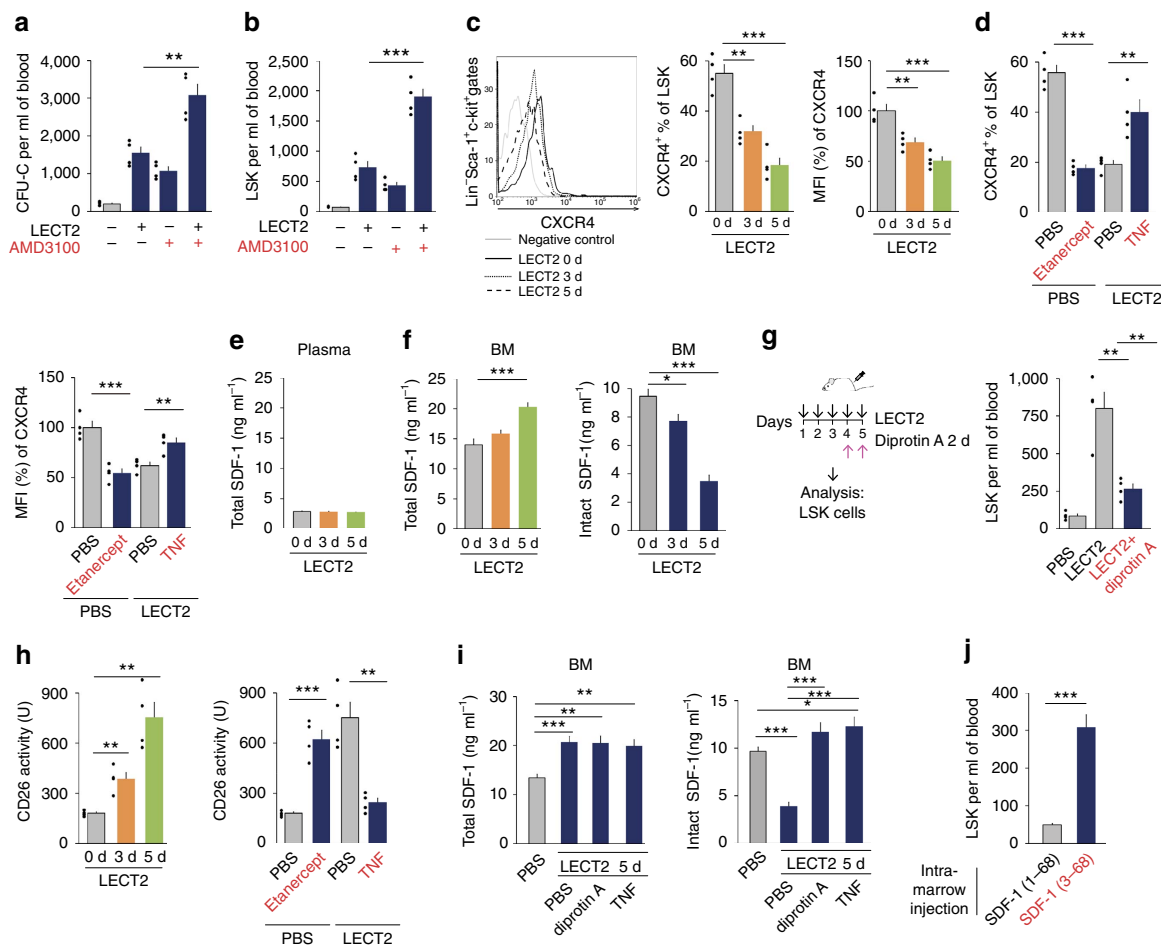 a
CFU-C per ml of blood
4,000
3,000
2,000
1,000
0
**
LECT2 – + – +
AMD3100 – – + +
b
LSK per ml of blood
2,500
2,000
1,500
1,000
500
0
***
LECT2 – + – +
AMD3100 – – + +
c
Lin⁻Sca-1⁺c-kit⁺gates
50
40
30
20
10
0
10² 10³ 10⁴ 10⁵ 10⁶
CXCR4
Negative control
LECT2 0 d
LECT2 3 d
LECT2 5 d
CXCR4⁺ % of LSK
80
60
40
20
0
***
**
0 d 3 d 5 d
LECT2
MFI (%) of CXCR4
150
100
50
0
***
**
0 d 3 d 5 d
LECT2
d
CXCR4⁺ % of LSK
60
40
20
0
***
**
PBS Etanercept PBS TNF
PBS LECT2
MFI (%) of CXCR4
150
100
50
0
***
**
PBS Etanercept PBS TNF
PBS LECT2
e
Plasma
Total SDF-1 (ng ml⁻¹)
25
20
15
10
5
0
0 d 3 d 5 d
LECT2
f
BM
Total SDF-1 (ng ml⁻¹)
25
20
15
10
5
0
***
0 d 3 d 5 d
LECT2
BM
Intact SDF-1 (ng ml⁻¹)
10
8
6
4
2
0
***
*
0 d 3 d 5 d
LECT2
g
Days
1 2 3 4 5
LECT2
Diprotin A 2 d
Analysis:
LSK cells
LSK per ml of blood
1,000
750
500
250
0
**
**
PBS
LECT2
LECT2+
diprotin A
h
CD26 activity (U)
900
600
300
0
**
**
0 d 3 d 5 d
LECT2
CD26 activity (U)
900
600
300
0
**
***
PBS Etanercept PBS TNF
PBS LECT2
i
BM
Total SDF-1 (ng ml⁻¹)
30
20
10
0
**
**
***
PBS
LECT2 5 d
PBS diprotin A TNF
BM
Intact SDF-1(ng ml⁻¹)
15
10
5
0
***
***
*
***
PBS
LECT2 5 d
PBS diprotin A TNF
j
LSK per ml of blood
400
300
200
100
0
***
Intra-
marrow
injection
SDF-1 (1–68)
SDF-1 (3–68)